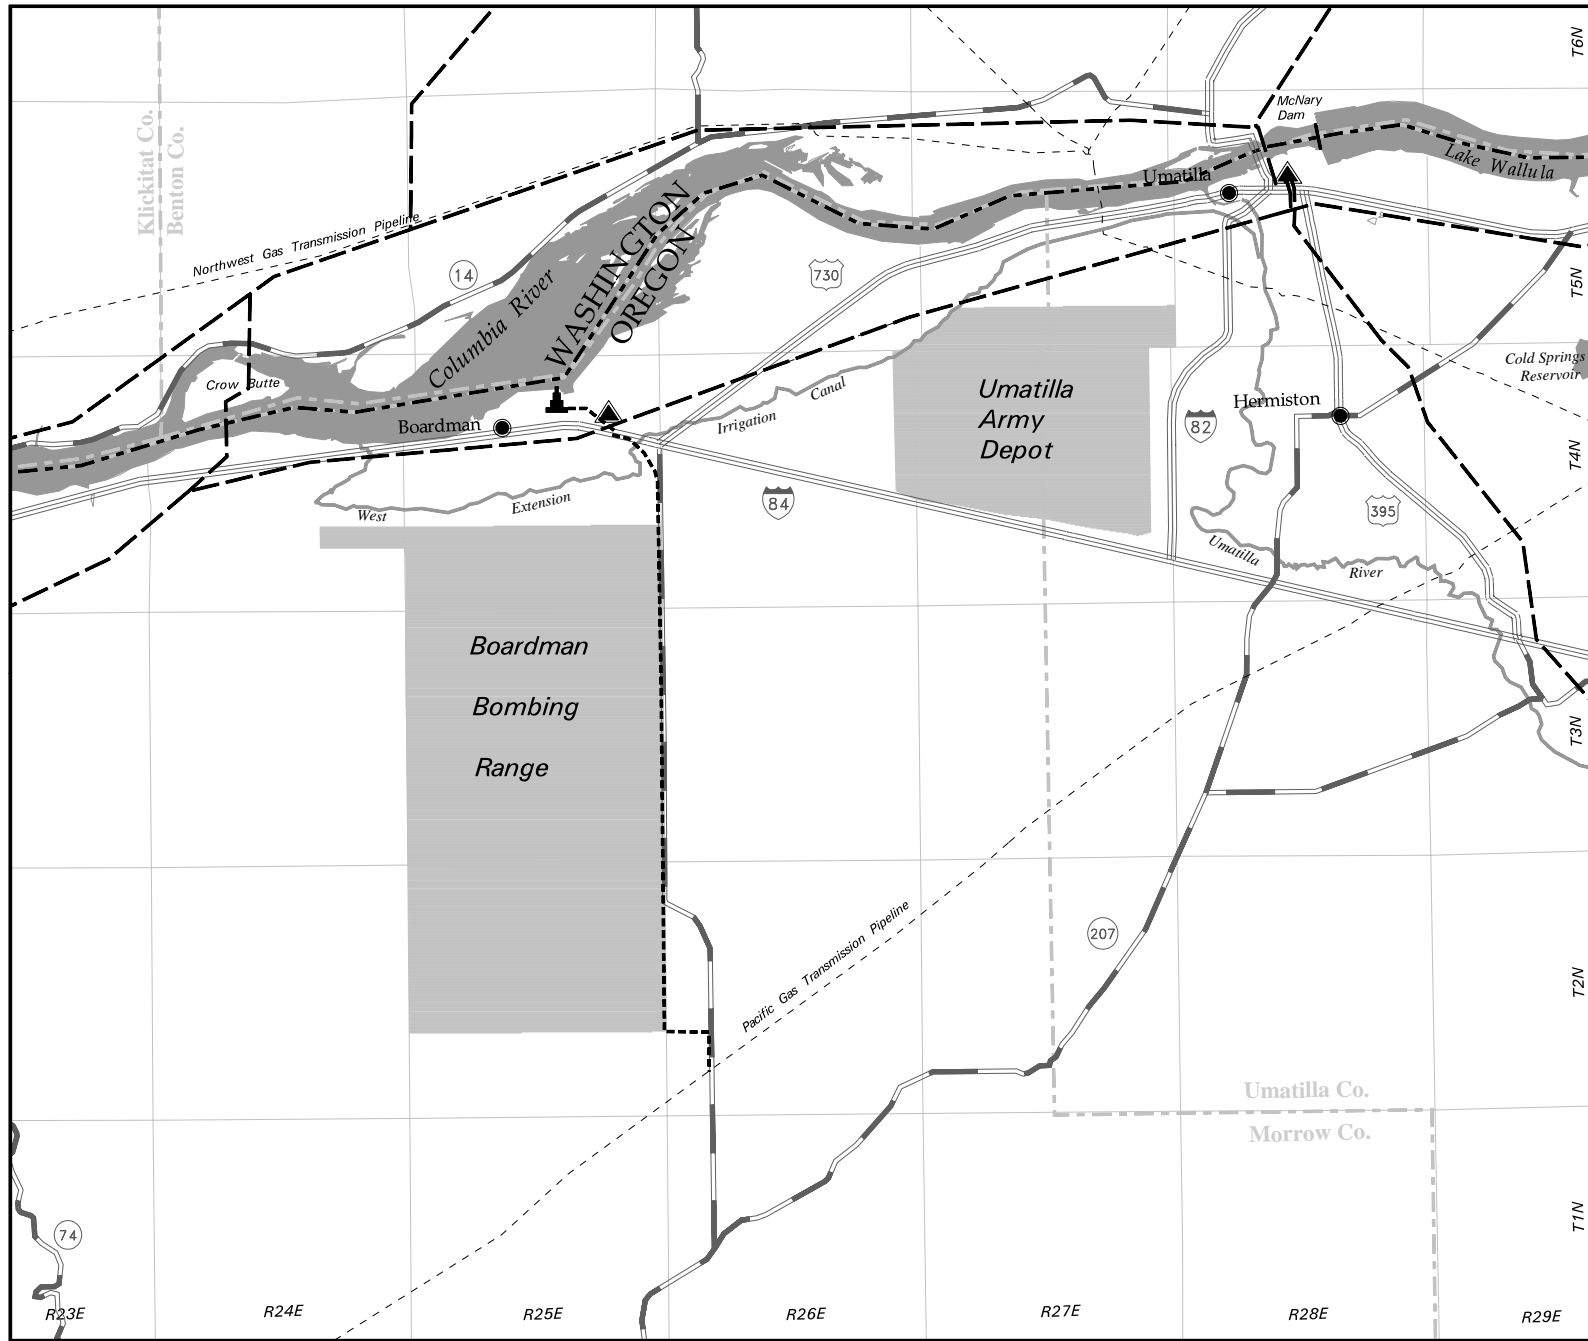 T6N
McNary
Dam
Klickitat Co.
Benton Co.
Lake Wallula
Umatilla
Northwest Gas Transmission Pipeline
14
Columbia River
WASHINGTON
OREGON
730
T5N
Cold Springs
Reservoir
Crow Butte
Boardman
Irrigation Canal
Umatilla
Army
Depot
Hermiston
82
T4N
West Extension
84
395
Umatilla River
Boardman
Bombing
Range
T3N
Pacific Gas Transmission Pipeline
207
T2N
Umatilla Co.
Morrow Co.
74
T1N
R23E
R24E
R25E
R26E
R27E
R28E
R29E